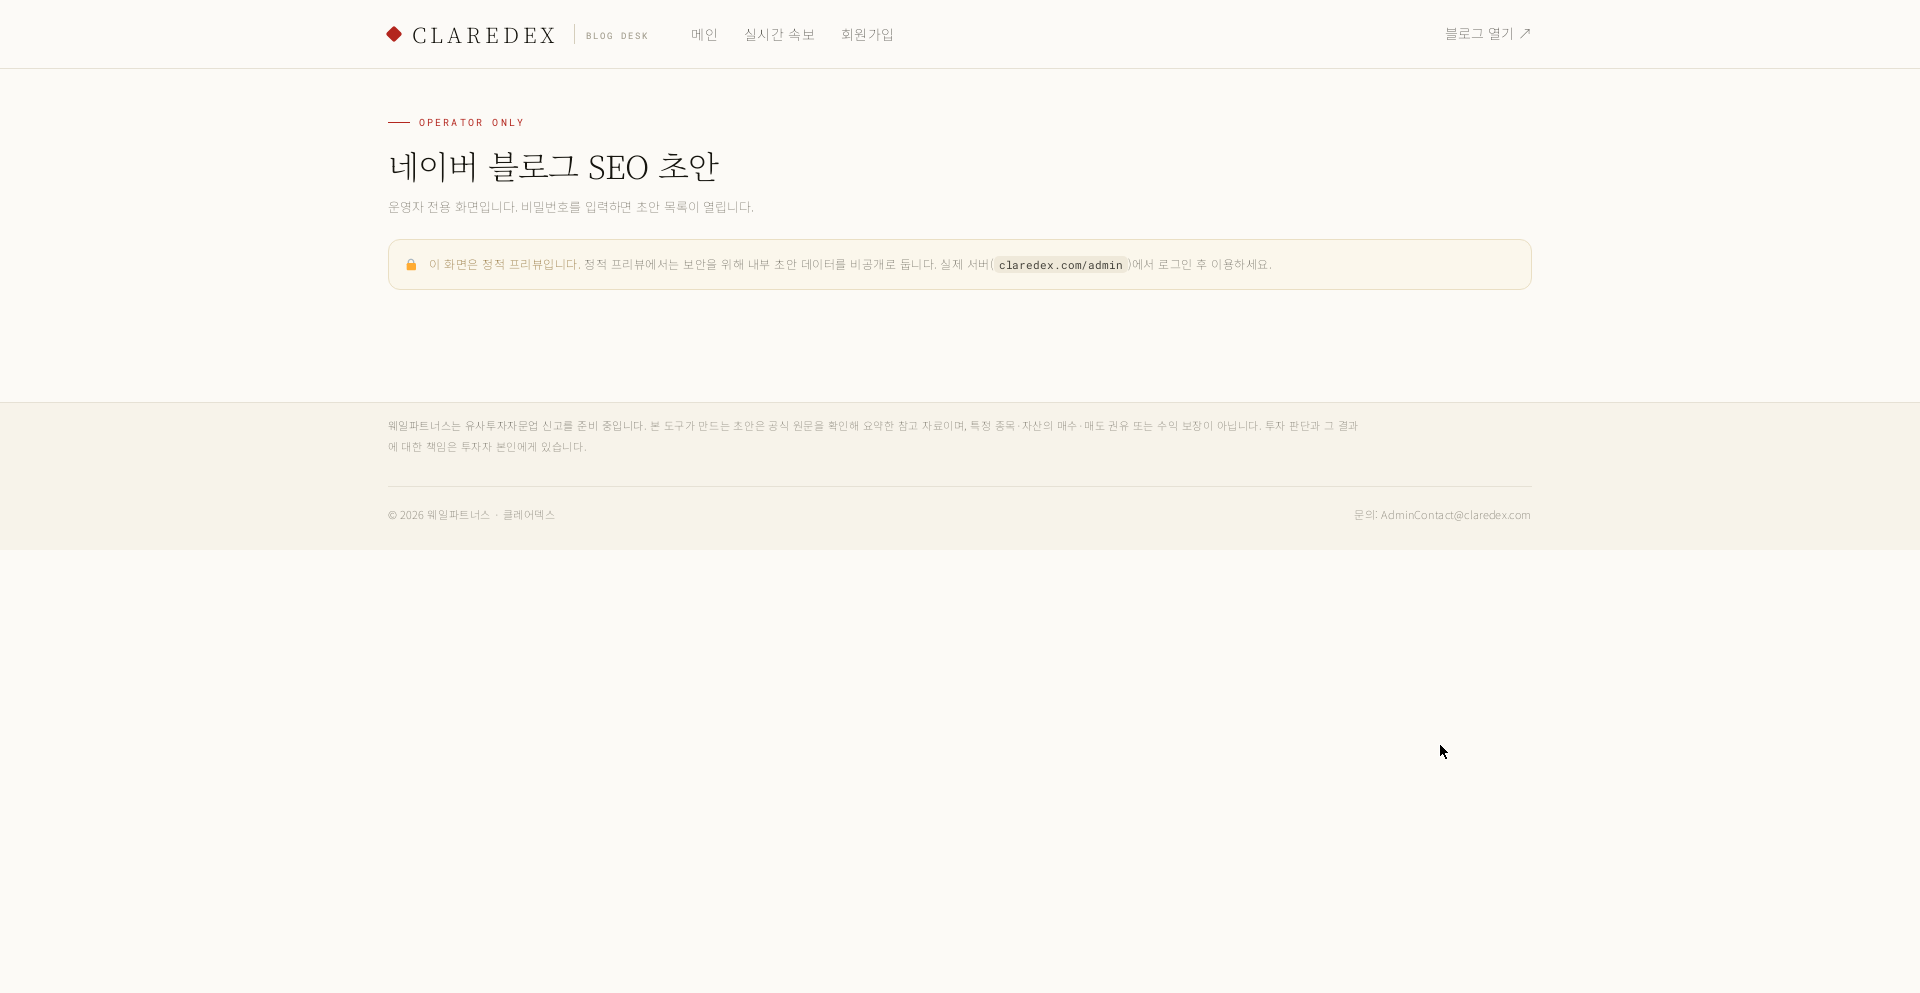 CLAREDEX
BLOG DESK
메인
실시간 속보
회원가입
블로그 열기 ↗
OPERATOR ONLY
네이버 블로그 SEO 초안
운영자 전용 화면입니다. 비밀번호를 입력하면 초안 목록이 열립니다.
이 화면은 정적 프리뷰입니다. 정적 프리뷰에서는 보안을 위해 내부 초안 데이터를 비공개로 둡니다. 실제 서버(claredex.com/admin)에서 로그인 후 이용하세요.
웨일파트너스는 유사투자자문업 신고를 준비 중입니다. 본 도구가 만드는 초안은 공식 원문을 확인해 요약한 참고 자료이며, 특정 종목·자산의 매수·매도 권유 또는 수익 보장이 아닙니다. 투자 판단과 그 결과
에 대한 책임은 투자자 본인에게 있습니다.
© 2026 웨일파트너스 · 클레어덱스
문의: AdminContact@claredex.com